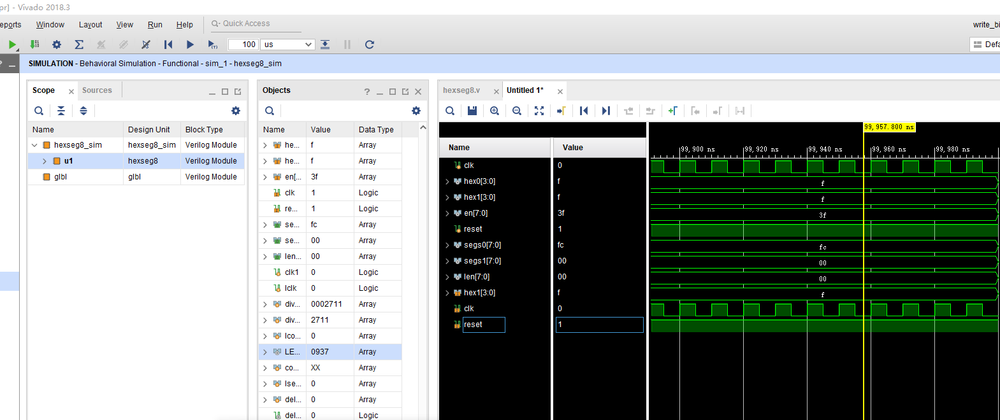 pr] - Vivado 2018.3
eports Window Layout View Run Help Quick Access write_bi
100 us Defa
SIMULATION - Behavioral Simulation - Functional - sim_1 - hexseg8_sim
Scope Sources
Name Design Unit Block Type
hexseg8_sim hexseg8_sim Verilog Module
u1 hexseg8 Verilog Module
glbl glbl Verilog Module
Objects
Name Value Data Type
he... f Array
he... f Array
en[... 3f Array
clk 1 Logic
re... 1 Logic
se... fc Array
se... 00 Array
len... 00 Array
clk1 0 Logic
lclk 0 Logic
div... 0002711 Array
div... 2711 Array
lco... 0 Array
LE... 0937 Array
co... XX Array
lse... 0 Array
del... 0 Array
del... 0 Logic
hexseg8.v Untitled 1*
Name Value
clk 0
hex0[3:0] f
hex1[3:0] f
en[7:0] 3f
reset 1
segs0[7:0] fc
segs1[7:0] 00
len[7:0] 00
hex1[3:0] f
clk 0
reset 1
99,957.800 ns
99,900 ns 99,920 ns 99,940 ns 99,960 ns 99,980 ns
f
f
3f
fc
00
00
f